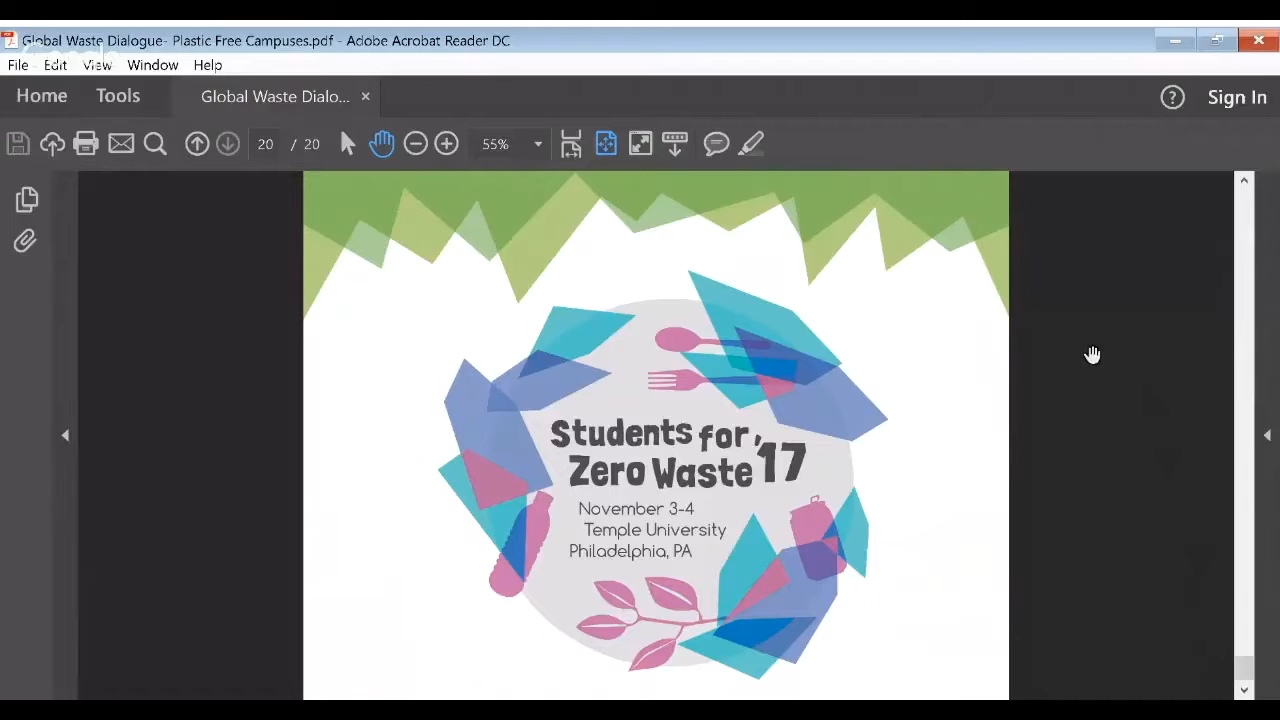 Global Waste Dialogue- Plastic Free Campuses.pdf - Adobe Acrobat Reader DC
Google
File Edit View Window Help
Home Tools Global Waste Dialo... × ? Sign In
20 / 20 55%
Students for
Zero Waste '17
November 3-4
Temple University
Philadelphia, PA